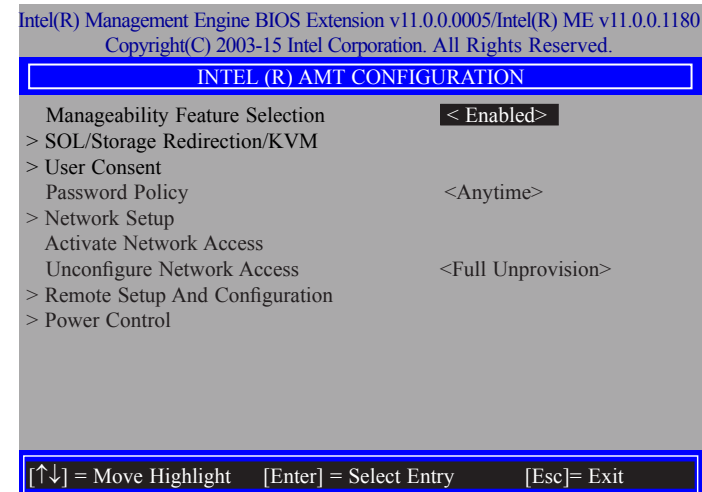 Intel(R) Management Engine BIOS Extension v11.0.0.0005/Intel(R) ME v11.0.0.1180
Copyright(C) 2003-15 Intel Corporation. All Rights Reserved.
INTEL (R) AMT CONFIGURATION
Manageability Feature Selection < Enabled>
> SOL/Storage Redirection/KVM
> User Consent
Password Policy <Anytime>
> Network Setup
Activate Network Access
Unconfigure Network Access <Full Unprovision>
> Remote Setup And Configuration
> Power Control
[↑↓] = Move Highlight [Enter] = Select Entry [Esc]= Exit